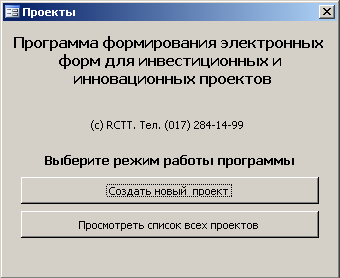 Проекты
Программа формирования электронных
форм для инвестиционных и
инновационных проектов
(c) RCTT. Тел. (017) 284-14-99
Выберите режим работы программы
Создать новый проект
Просмотреть список всех проектов